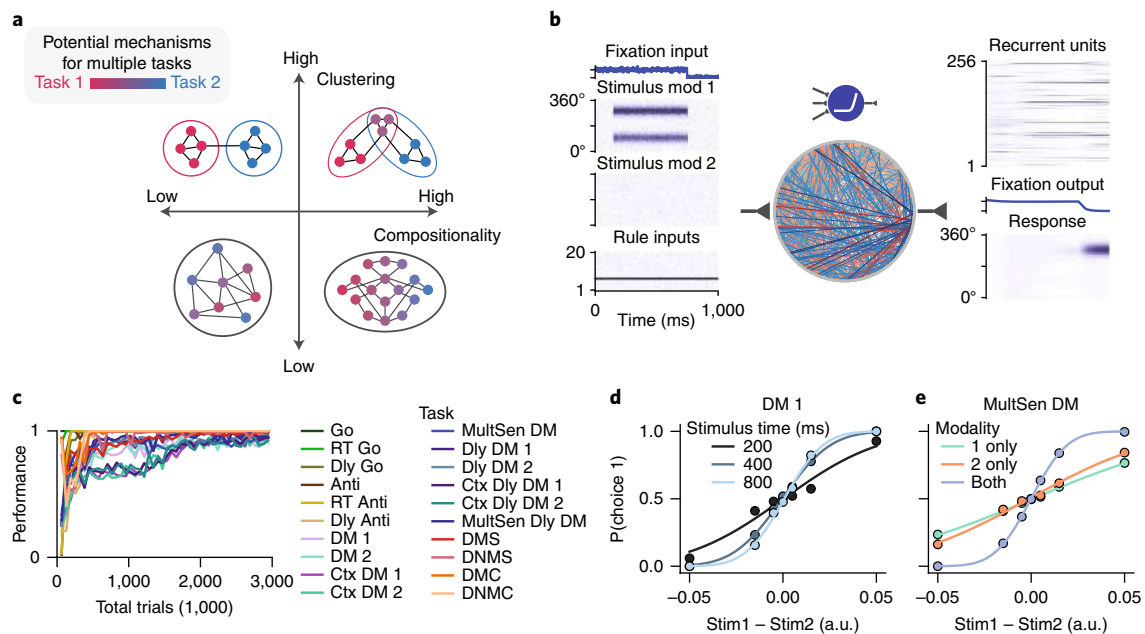 a
Potential mechanisms
for multiple tasks
Task 1
Task 2
High
Clustering
Low
High
Compositionality
Low
b
Fixation input
Stimulus mod 1
360°
0°
Stimulus mod 2
Rule inputs
20
1
0
1,000
Time (ms)
Recurrent units
256
1
Fixation output
Response
360°
0°
c
Performance
1
0
0
1,000
2,000
3,000
Total trials (1,000)
Task
Go
RT Go
Dly Go
Anti
RT Anti
Dly Anti
DM 1
DM 2
Ctx DM 1
Ctx DM 2
MultSen DM
Dly DM 1
Dly DM 2
Ctx Dly DM 1
Ctx Dly DM 2
MultSen Dly DM
DMS
DNMS
DMC
DNMC
d
DM 1
Stimulus time (ms)
200
400
800
P(choice 1)
1.0
0.5
0.0
−0.05
0.00
0.05
Stim1 – Stim2 (a.u.)
e
MultSen DM
Modality
1 only
2 only
Both
−0.05
0.00
0.05
Stim1 – Stim2 (a.u.)